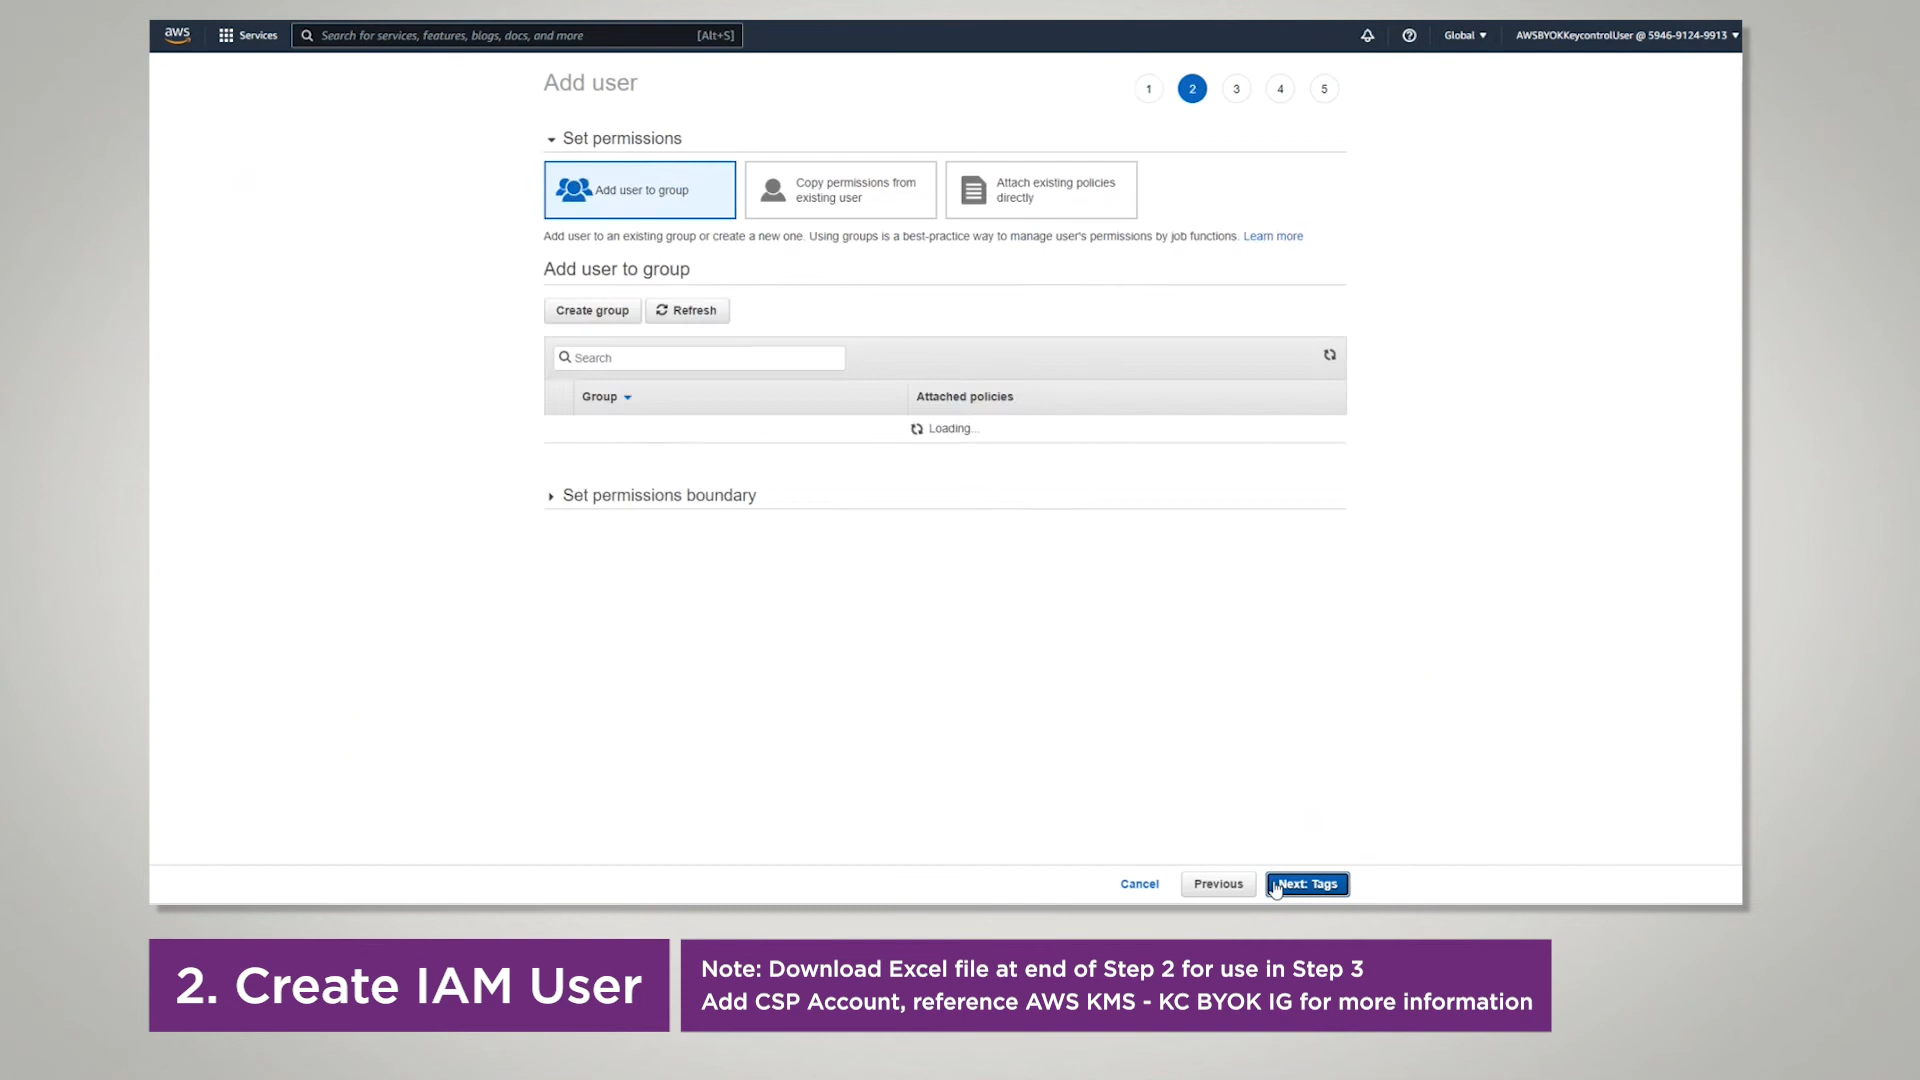 aws
Services
Search for services, features, blogs, docs, and more
[Alt+S]
Global
AWSBYOKKeycontrolUser @ 5946-9124-9913
Add user
1
2
3
4
5
Set permissions
Add user to group
Copy permissions from
existing user
Attach existing policies
directly
Add user to an existing group or create a new one. Using groups is a best-practice way to manage user's permissions by job functions. Learn more
Add user to group
Create group
Refresh
Search
Group
Attached policies
Loading...
Set permissions boundary
Cancel
Previous
Next: Tags
2. Create IAM User
Note: Download Excel file at end of Step 2 for use in Step 3
Add CSP Account, reference AWS KMS - KC BYOK IG for more information